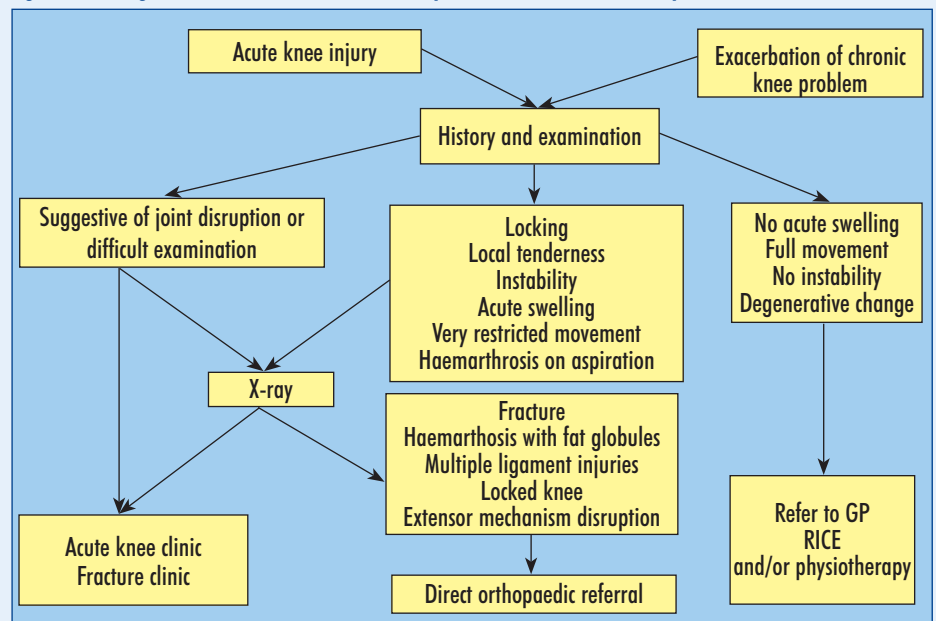 Acute knee injury
Exacerbation of chronic
knee problem
History and examination
Suggestive of joint disruption or
difficult examination
Locking
Local tenderness
Instability
Acute swelling
Very restricted movement
Haemarthrosis on aspiration
No acute swelling
Full movement
No instability
Degenerative change
X-ray
Fracture
Haemarthosis with fat globules
Multiple ligament injuries
Locked knee
Extensor mechanism disruption
Acute knee clinic
Fracture clinic
Direct orthopaedic referral
Refer to GP
RICE
and/or physiotherapy